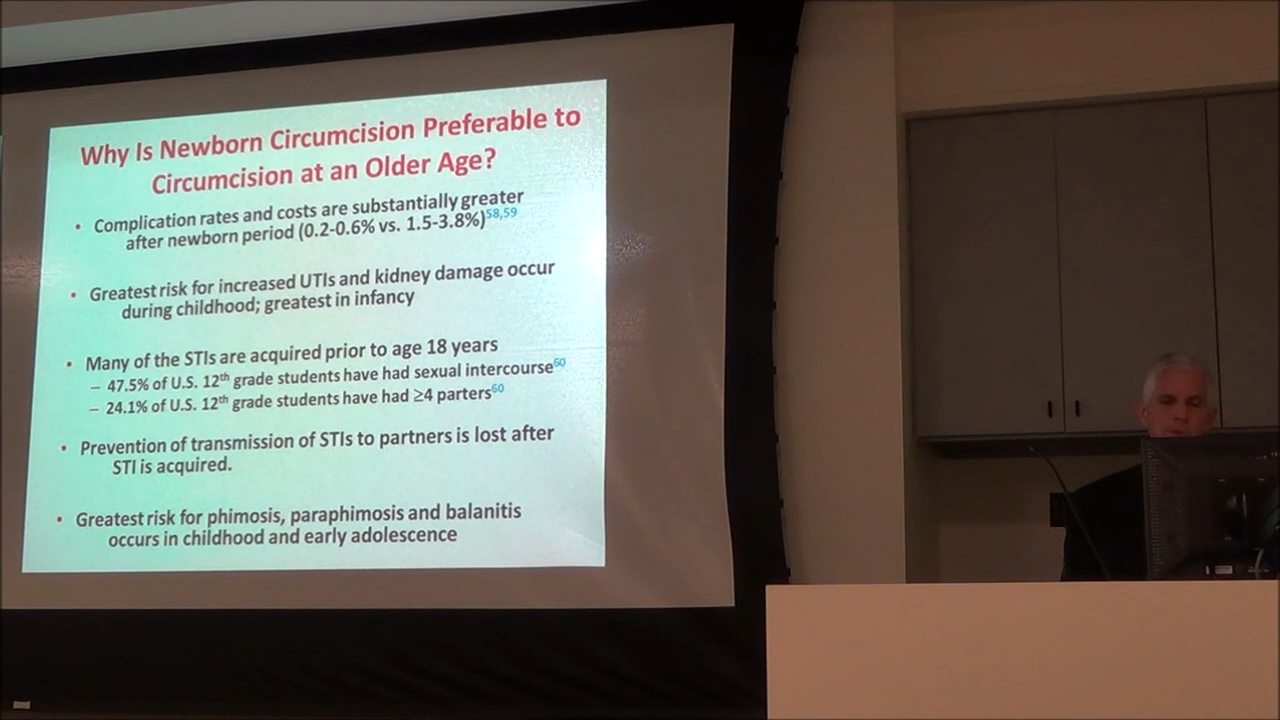 Why Is Newborn Circumcision Preferable to
Circumcision at an Older Age?
• Complication rates and costs are substantially greater
after newborn period (0.2-0.6% vs. 1.5-3.8%)58,59
• Greatest risk for increased UTIs and kidney damage occur
during childhood; greatest in infancy
• Many of the STIs are acquired prior to age 18 years
– 47.5% of U.S. 12th grade students have had sexual intercourse60
– 24.1% of U.S. 12th grade students have had ≥4 parters60
• Prevention of transmission of STIs to partners is lost after
STI is acquired.
• Greatest risk for phimosis, paraphimosis and balanitis
occurs in childhood and early adolescence